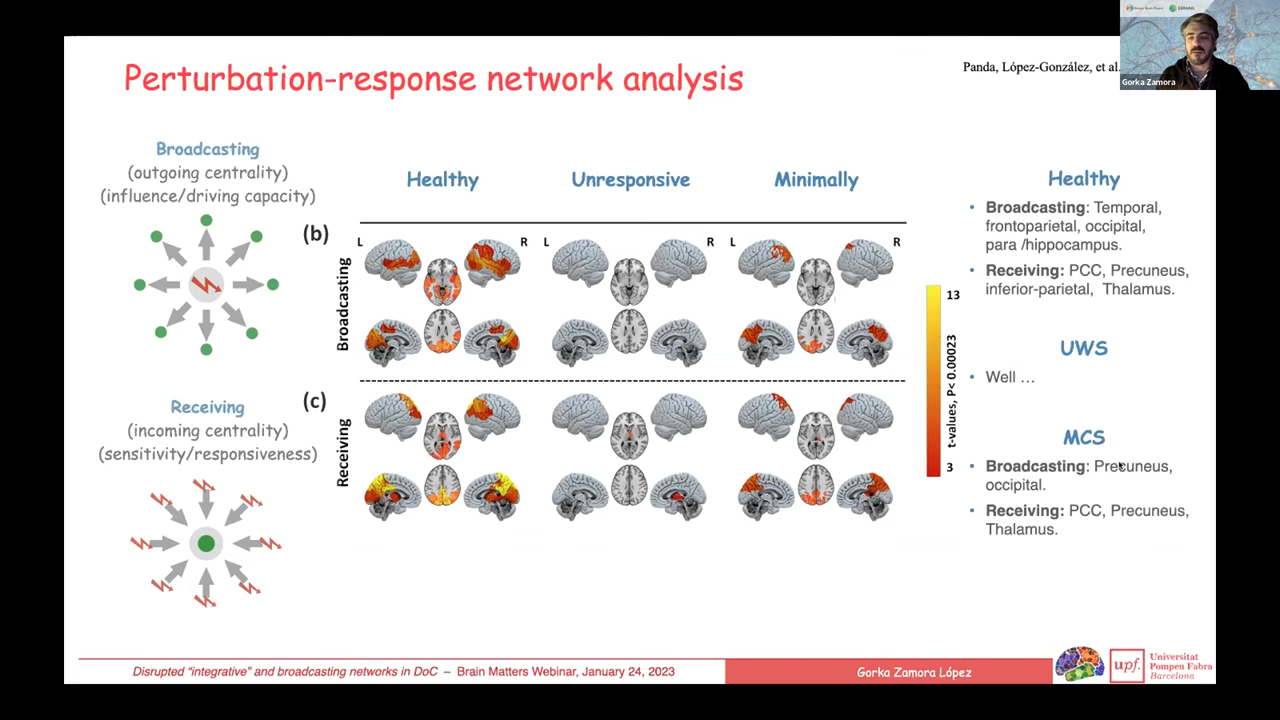 Perturbation-response network analysis
Panda, López-González, et al.
Gorka Zamora
Broadcasting
(outgoing centrality)
(influence/driving capacity)
Receiving
(incoming centrality)
(sensitivity/responsiveness)
Healthy
Unresponsive
Minimally
(b)
Broadcasting
L
R
L
R
L
R
(c)
Receiving
13
t-values, P< 0.00023
3
Healthy
• Broadcasting: Temporal,
frontoparietal, occipital,
para /hippocampus.
• Receiving: PCC, Precuneus,
inferior-parietal, Thalamus.
UWS
• Well …
MCS
• Broadcasting: Precuneus,
occipital.
• Receiving: PCC, Precuneus,
Thalamus.
Disrupted “integrative” and broadcasting networks in DoC – Brain Matters Webinar, January 24, 2023
Gorka Zamora López
upf.
Universitat
Pompeu Fabra
Barcelona